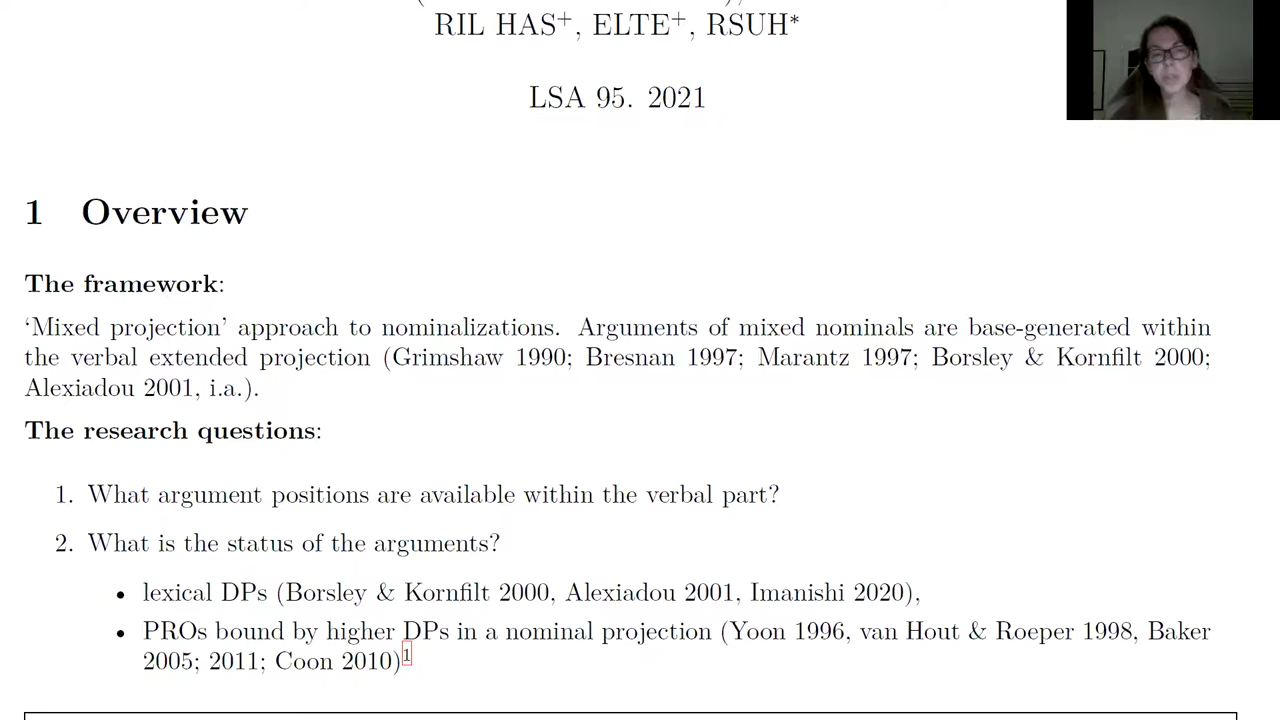 RIL HAS+, ELTE+, RSUH*
LSA 95. 2021
1 Overview
The framework:
‘Mixed projection’ approach to nominalizations. Arguments of mixed nominals are base-generated within
the verbal extended projection (Grimshaw 1990; Bresnan 1997; Marantz 1997; Borsley & Kornfilt 2000;
Alexiadou 2001, i.a.).
The research questions:
1. What argument positions are available within the verbal part?
2. What is the status of the arguments?
• lexical DPs (Borsley & Kornfilt 2000, Alexiadou 2001, Imanishi 2020),
• PROs bound by higher DPs in a nominal projection (Yoon 1996, van Hout & Roeper 1998, Baker
2005; 2011; Coon 2010)1